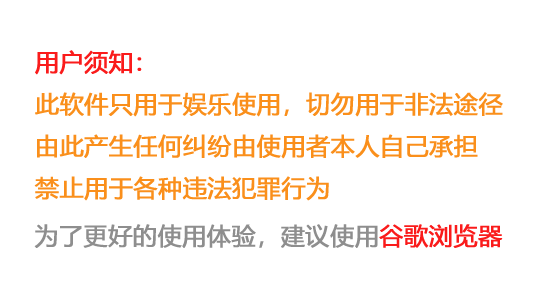 用户须知：
此软件只用于娱乐使用，切勿用于非法途径
由此产生任何纠纷由使用者本人自己承担
禁止用于各种违法犯罪行为
为了更好的使用体验，建议使用谷歌浏览器